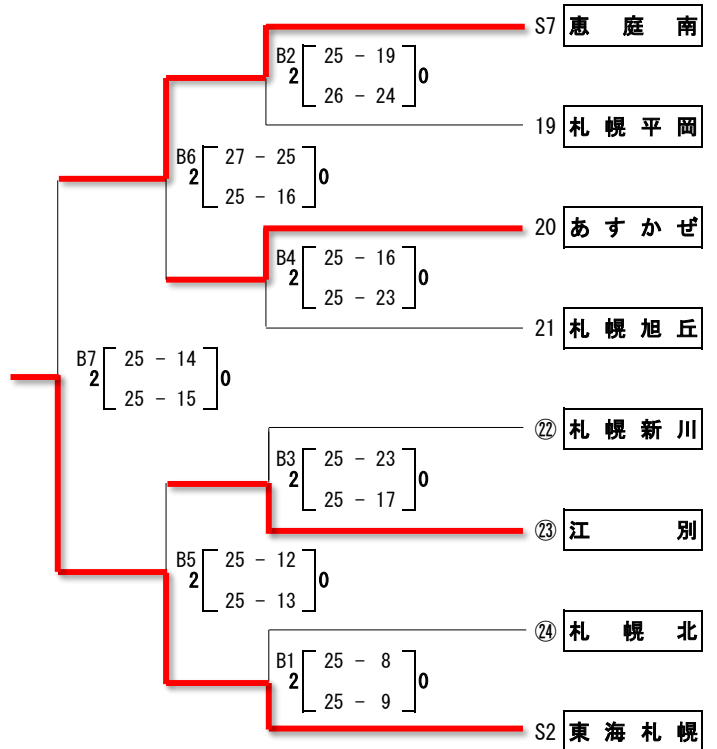 S7 恵庭南
B2 25 - 19
2 0
26 - 24
19 札幌平岡
B6 27 - 25
2 0
25 - 16
20 あすかぜ
B4 25 - 16
2 0
25 - 23
21 札幌旭丘
B7 25 - 14
2 0
25 - 15
㉒ 札幌新川
B3 25 - 23
2 0
25 - 17
㉓ 江別
B5 25 - 12
2 0
25 - 13
㉔ 札幌北
B1 25 - 8
2 0
25 - 9
S2 東海札幌